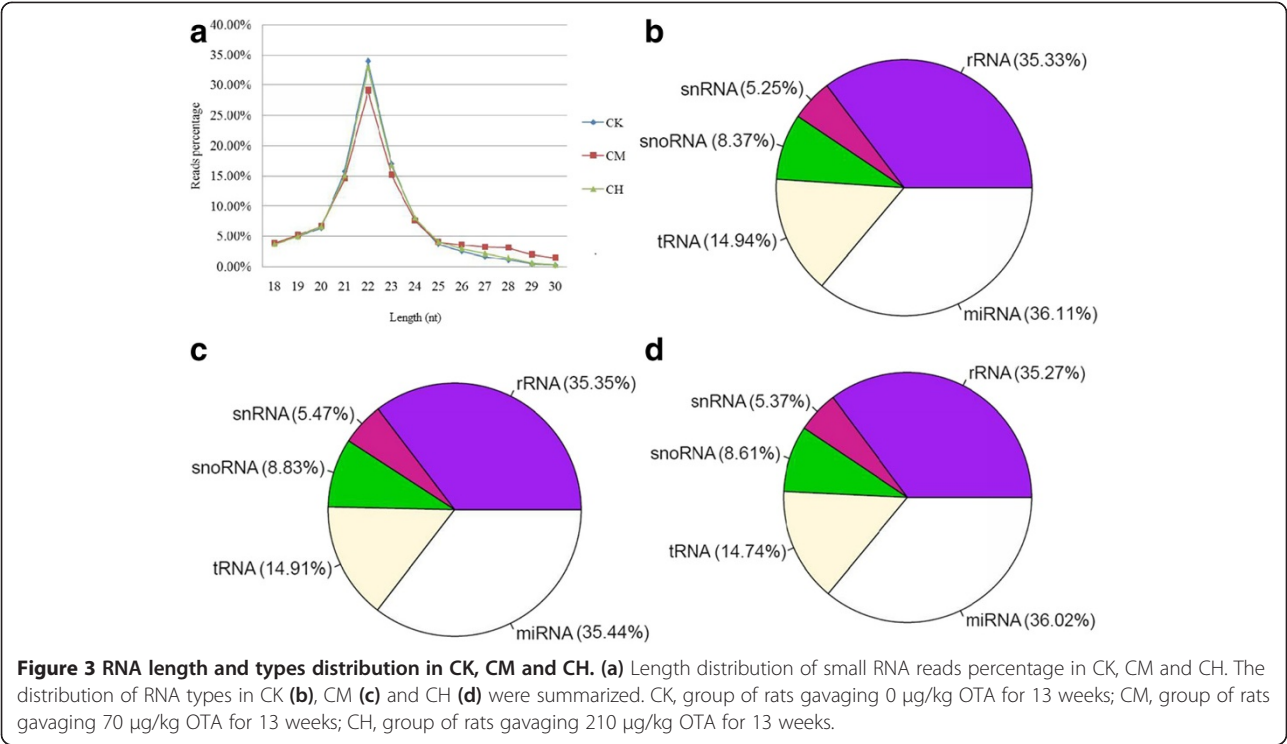 a
40.00%
35.00%
30.00%
25.00%
20.00%
15.00%
10.00%
5.00%
0.00%
Reads percentage
18 19 20 21 22 23 24 25 26 27 28 29 30
Length (nt)
CK
CM
CH
b
rRNA (35.33%)
snRNA (5.25%)
snoRNA (8.37%)
tRNA (14.94%)
miRNA (36.11%)
c
rRNA (35.35%)
snRNA (5.47%)
snoRNA (8.83%)
tRNA (14.91%)
miRNA (35.44%)
d
rRNA (35.27%)
snRNA (5.37%)
snoRNA (8.61%)
tRNA (14.74%)
miRNA (36.02%)
Figure 3 RNA length and types distribution in CK, CM and CH. (a) Length distribution of small RNA reads percentage in CK, CM and CH. The
distribution of RNA types in CK (b), CM (c) and CH (d) were summarized. CK, group of rats gavaging 0 μg/kg OTA for 13 weeks; CM, group of rats
gavaging 70 μg/kg OTA for 13 weeks; CH, group of rats gavaging 210 μg/kg OTA for 13 weeks.